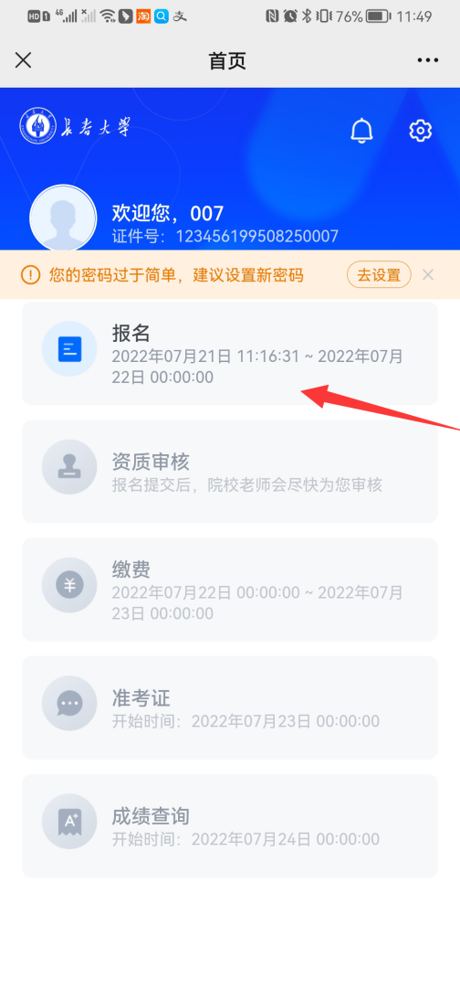 HD 1 4G 76% 11:49
首页
欢迎您，007
证件号：123456199508250007
您的密码过于简单，建议设置新密码 去设置
报名
2022年07月21日 11:16:31 ~ 2022年07月
22日 00:00:00
资质审核
报名提交后，院校老师会尽快为您审核
缴费
2022年07月22日 00:00:00 ~ 2022年07月
23日 00:00:00
准考证
开始时间：2022年07月23日 00:00:00
成绩查询
开始时间：2022年07月24日 00:00:00